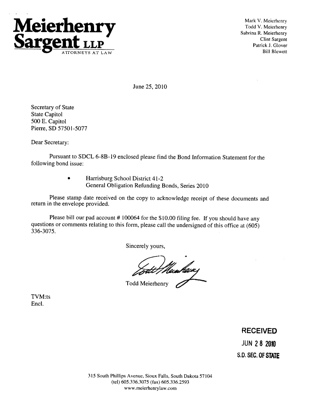 Meierhenry
Sargent LLP
ATTORNEYS AT LAW
Mark V. Meierhenry
Todd V. Meierhenry
Sabrina R. Meierhenry
Clint Sargent
Patrick J. Glover
Bill Blewett
June 25, 2010
Secretary of State
State Capitol
500 E. Capitol
Pierre, SD 57501-5077
Dear Secretary:
Pursuant to SDCL 6-8B-19 enclosed please find the Bond Information Statement for the
following bond issue:
• Harrisburg School District 41-2
General Obligation Refunding Bonds, Series 2010
Please stamp date received on the copy to acknowledge receipt of these documents and
return in the envelope provided.
Please bill our pad account # 100064 for the $10.00 filing fee. If you should have any
questions or comments relating to this form, please call the undersigned of this office at (605)
336-3075.
Sincerely yours,
Todd Meierhenry
Todd Meierhenry
TVM:ts
Encl.
RECEIVED
JUN 28 2010
S.D. SEC. OF STATE
315 South Phillips Avenue, Sioux Falls, South Dakota 57104
(tel) 605.336.3075 (fax) 605.336.2593
www.meierhenrylaw.com